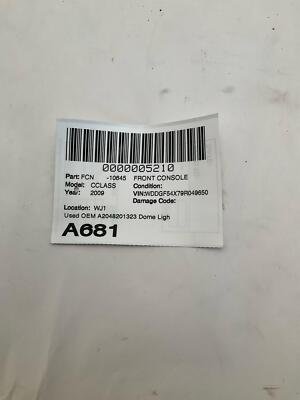 0000005210
Part: FCN -10645 FRONT CONSOLE
Model: CCLASS Condition:
Year: 2009 VIN:WDDGF54X79R049650
Damage Code:
Location: WJ1
Used OEM A2048201323 Dome Ligh
A681